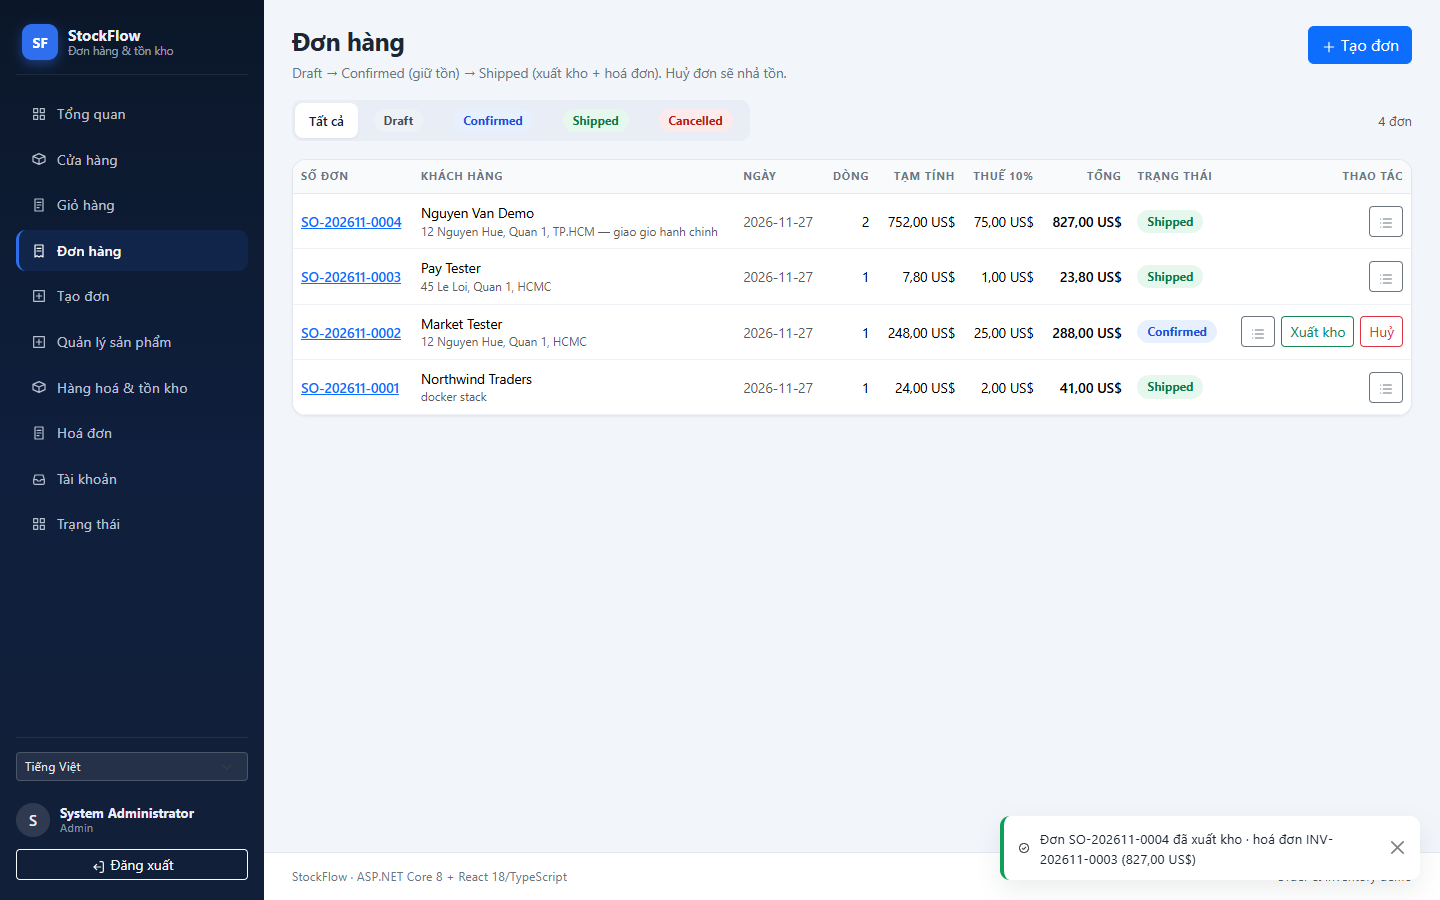 SF
StockFlow
Đơn hàng & tồn kho
Tổng quan
Cửa hàng
Giỏ hàng
Đơn hàng
Tạo đơn
Quản lý sản phẩm
Hàng hoá & tồn kho
Hoá đơn
Tài khoản
Trạng thái
Tiếng Việt
S
System Administrator
Admin
Đăng xuất
Đơn hàng
Draft → Confirmed (giữ tồn) → Shipped (xuất kho + hoá đơn). Huỷ đơn sẽ nhả tồn.
+ Tạo đơn
Tất cả Draft Confirmed Shipped Cancelled
4 đơn
SỐ ĐƠN KHÁCH HÀNG NGÀY DÒNG TẠM TÍNH THUẾ 10% TỔNG TRẠNG THÁI THAO TÁC
SO-202611-0004 Nguyen Van Demo 2026-11-27 2 752,00 US$ 75,00 US$ 827,00 US$ Shipped
12 Nguyen Hue, Quan 1, TP.HCM — giao gio hanh chinh
SO-202611-0003 Pay Tester 2026-11-27 1 7,80 US$ 1,00 US$ 23,80 US$ Shipped
45 Le Loi, Quan 1, HCMC
SO-202611-0002 Market Tester 2026-11-27 1 248,00 US$ 25,00 US$ 288,00 US$ Confirmed Xuất kho Huỷ
12 Nguyen Hue, Quan 1, HCMC
SO-202611-0001 Northwind Traders 2026-11-27 1 24,00 US$ 2,00 US$ 41,00 US$ Shipped
docker stack
Đơn SO-202611-0004 đã xuất kho · hoá đơn INV-
202611-0003 (827,00 US$)
StockFlow · ASP.NET Core 8 + React 18/TypeScript